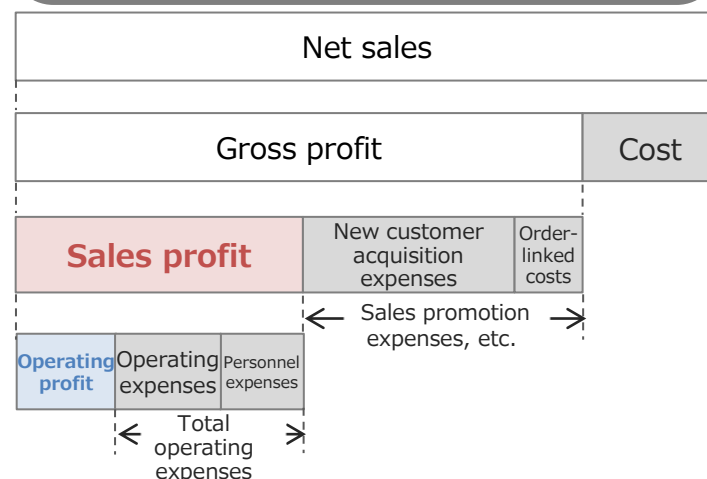 Net sales
Gross profit
Cost
Sales profit
New customer
acquisition
expenses
Order-
linked
costs
Sales promotion
expenses, etc.
Operating
profit
Operating
expenses
Personnel
expenses
Total
operating
expenses